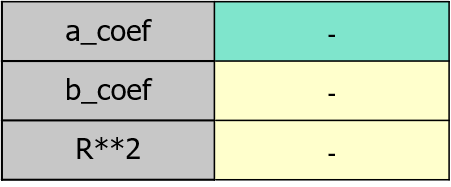 a_coef -
b_coef -
R**2 -